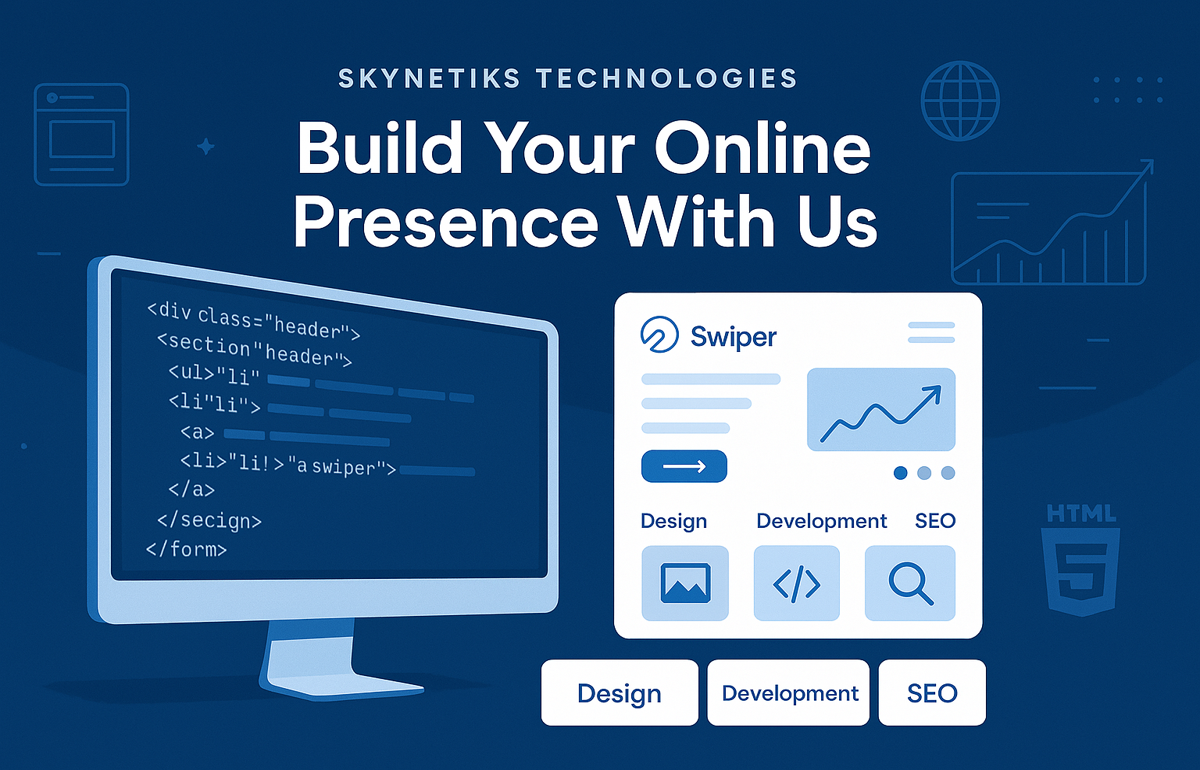 SKYNETIKS TECHNOLOGIES
Build Your Online
Presence With Us
<div class="header">
<section"header">
<ul>"li"
<li"li">
<a>
<li>"li!>"a swiper">
</a>
</secign>
</form>
Swiper
Design Development SEO
Design Development SEO
HTML
5